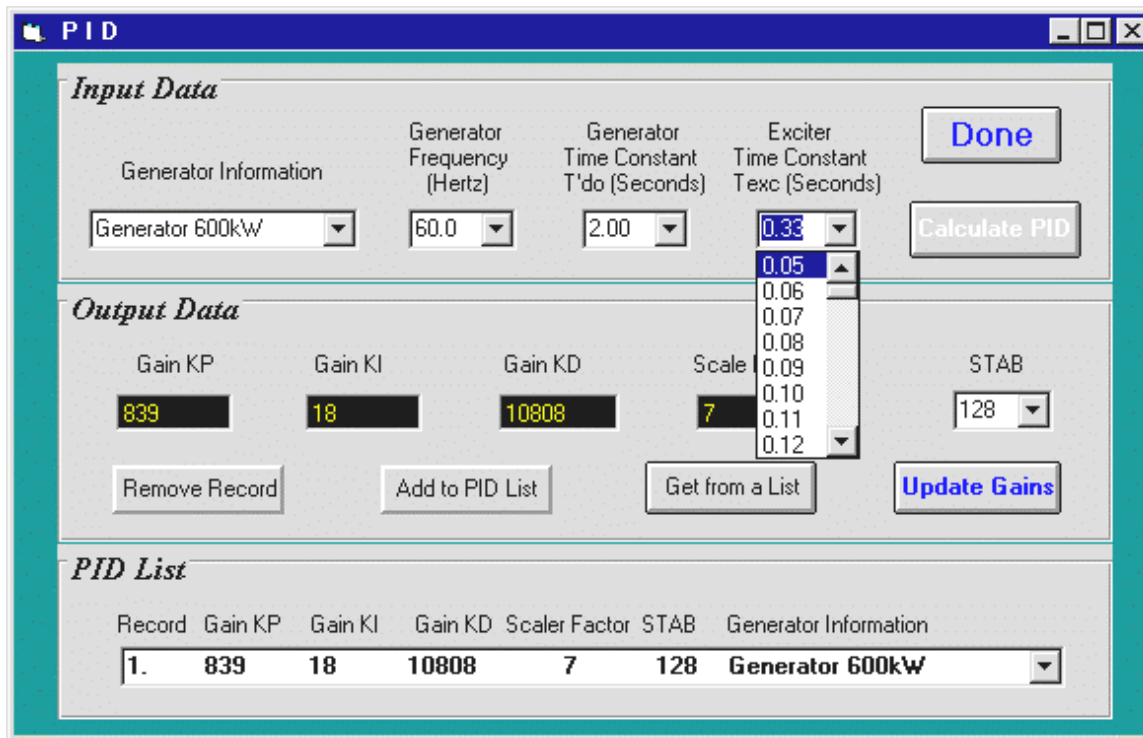 PID
Input Data
Generator Information
Generator
Frequency
(Hertz)
Generator
Time Constant
T'do (Seconds)
Exciter
Time Constant
Texc (Seconds)
Done
Generator 600kW
60.0
2.00
0.33
Calculate PID
0.05
0.06
0.07
0.08
0.09
0.10
0.11
0.12
Output Data
Gain KP
Gain KI
Gain KD
Scale
STAB
839
18
10808
7
128
Remove Record
Add to PID List
Get from a List
Update Gains
PID List
Record Gain KP Gain KI Gain KD Scaler Factor STAB Generator Information
1. 839 18 10808 7 128 Generator 600kW